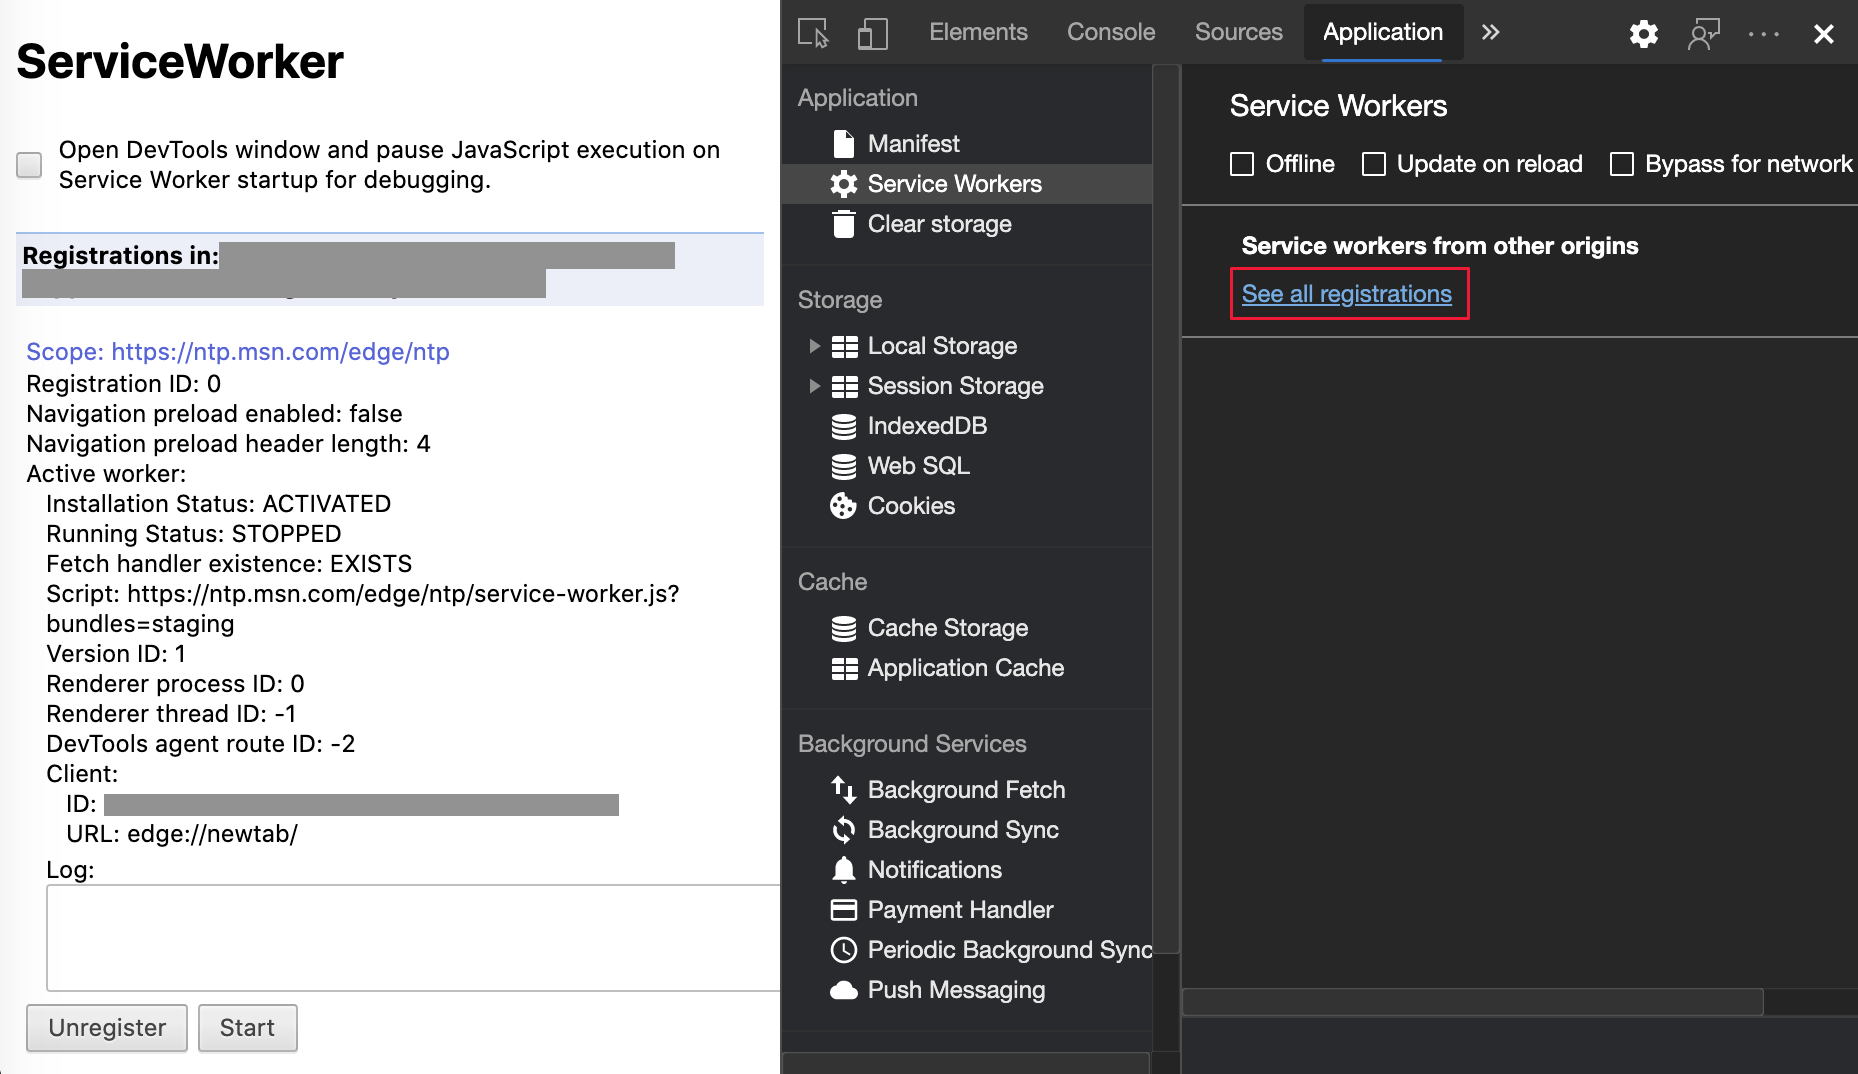 ServiceWorker
Open DevTools window and pause JavaScript execution on
Service Worker startup for debugging.
Registrations in:
Scope: https://ntp.msn.com/edge/ntp
Registration ID: 0
Navigation preload enabled: false
Navigation preload header length: 4
Active worker:
Installation Status: ACTIVATED
Running Status: STOPPED
Fetch handler existence: EXISTS
Script: https://ntp.msn.com/edge/ntp/service-worker.js?
bundles=staging
Version ID: 1
Renderer process ID: 0
Renderer thread ID: -1
DevTools agent route ID: -2
Client:
ID:
URL: edge://newtab/
Log:
Unregister Start
Elements Console Sources Application »
Application
Manifest
Service Workers
Clear storage
Storage
Local Storage
Session Storage
IndexedDB
Web SQL
Cookies
Cache
Cache Storage
Application Cache
Background Services
Background Fetch
Background Sync
Notifications
Payment Handler
Periodic Background Sync
Push Messaging
Service Workers
Offline Update on reload Bypass for network
Service workers from other origins
See all registrations